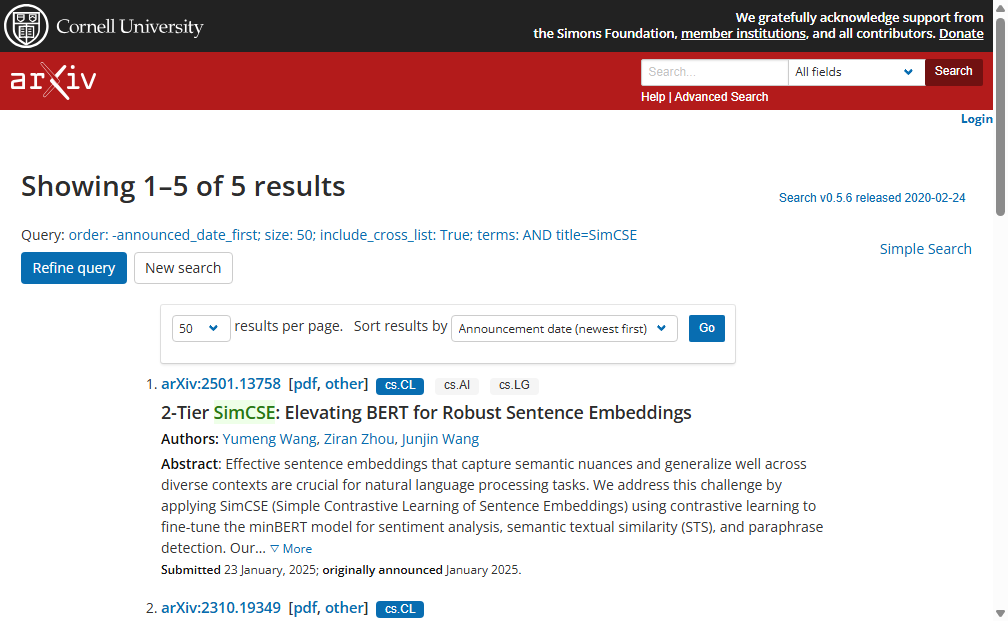 Cornell University
We gratefully acknowledge support from
the Simons Foundation, member institutions, and all contributors. Donate
arXiv
Search...
All fields
Search
Help | Advanced Search
Login
Showing 1–5 of 5 results
Search v0.5.6 released 2020-02-24
Query: order: -announced_date_first; size: 50; include_cross_list: True; terms: AND title=SimCSE
Simple Search
Refine query
New search
50 results per page. Sort results by Announcement date (newest first) Go
1. arXiv:2501.13758 [pdf, other] cs.CL cs.AI cs.LG
2-Tier SimCSE: Elevating BERT for Robust Sentence Embeddings
Authors: Yumeng Wang, Ziran Zhou, Junjin Wang
Abstract: Effective sentence embeddings that capture semantic nuances and generalize well across
diverse contexts are crucial for natural language processing tasks. We address this challenge by
applying SimCSE (Simple Contrastive Learning of Sentence Embeddings) using contrastive learning to
fine-tune the minBERT model for sentiment analysis, semantic textual similarity (STS), and paraphrase
detection. Our... ▽ More
Submitted 23 January, 2025; originally announced January 2025.
2. arXiv:2310.19349 [pdf, other] cs.CL